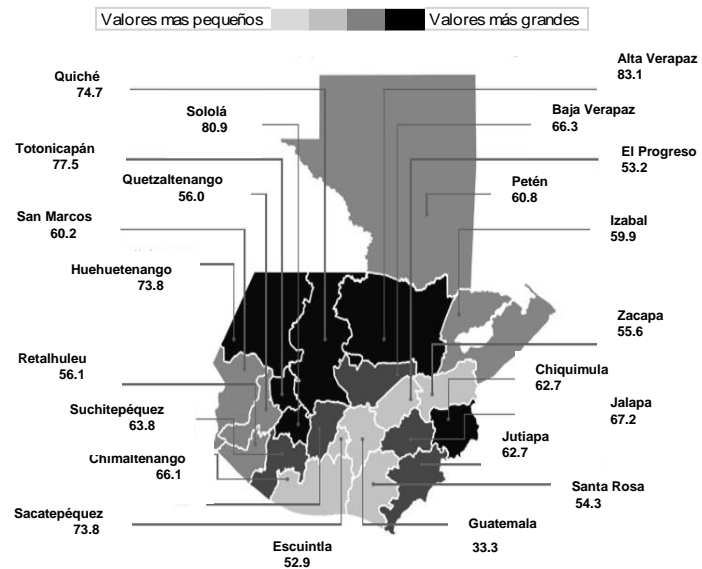 Valores mas pequeños
Valores más grandes
Quiché
74.7
Alta Verapaz
83.1
Sololá
80.9
Baja Verapaz
66.3
Totonicapán
77.5
El Progreso
53.2
Quetzaltenango
56.0
Petén
60.8
San Marcos
60.2
Izabal
59.9
Huehuetenango
73.8
Zacapa
55.6
Retalhuleu
56.1
Chiquimula
62.7
Suchitepéquez
63.8
Jalapa
67.2
Jutiapa
62.7
Chimaltenango
66.1
Santa Rosa
54.3
Sacatepéquez
73.8
Guatemala
33.3
Escuintla
52.9